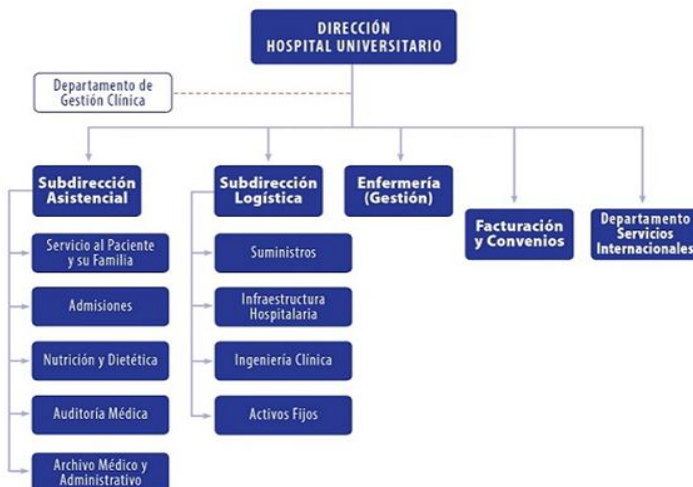 DIRECCIÓN
HOSPITAL UNIVERSITARIO
Departamento de
Gestión Clínica
Subdirección
Asistencial
Subdirección
Logística
Enfermería
(Gestión)
Facturación
y Convenios
Departamento
Servicios
Internacionales
Servicio al Paciente
y su Familia
Admisiones
Nutrición y Dietética
Auditoría Médica
Archivo Médico y
Administrativo
Suministros
Infraestructura
Hospitalaria
Ingeniería Clínica
Activos Fijos